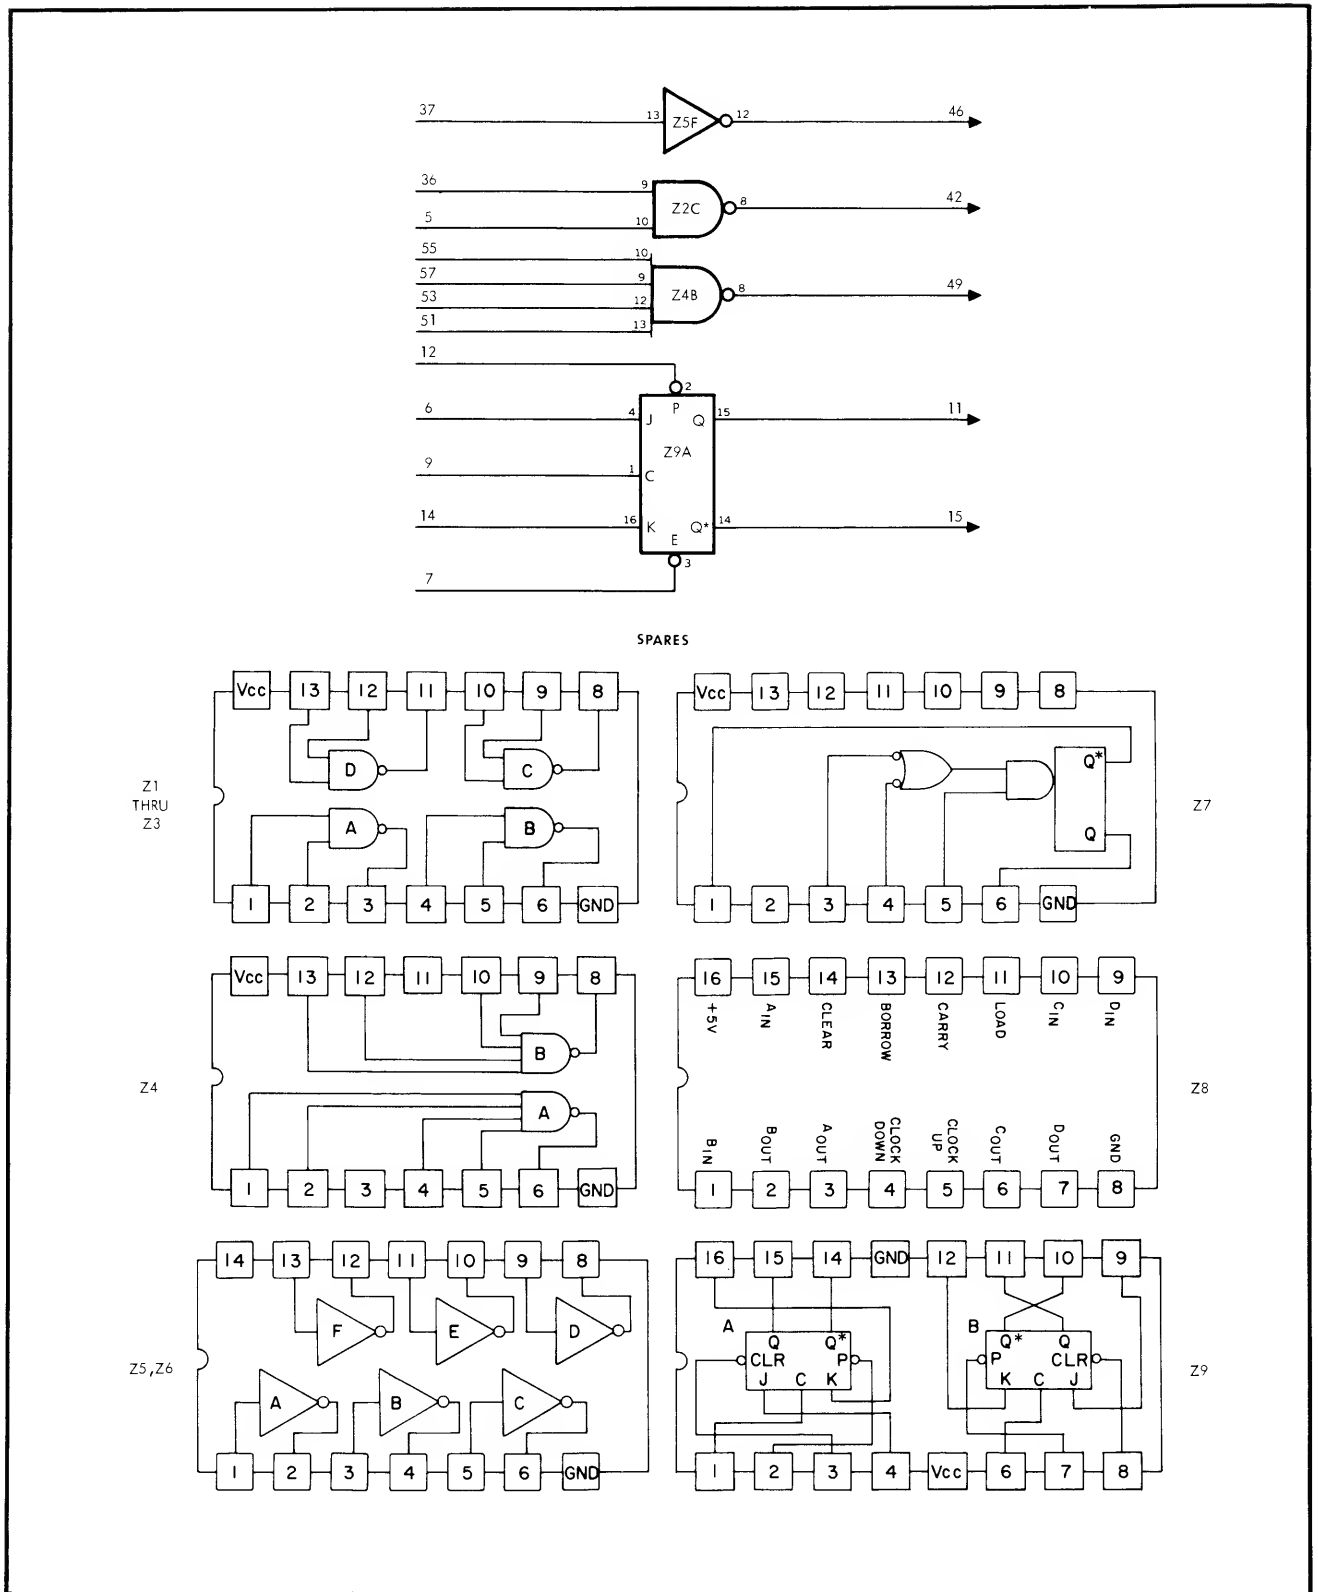 37 13 Z5F 12 46
36 9 Z2C 8 42
5 10
55 10
57 9 Z4B 8 49
53 12
51 13
12 2
P
6 4 J Q 15 11
Z9A
9 1 C
14 16 K Q* 14 15
E
7 3
SPARES
Vcc 13 12 11 10 9 8
D C
Z1
THRU
Z3
A B
1 2 3 4 5 6 GND
Vcc 13 12 11 10 9 8
Q*
Z7
Q
1 2 3 4 5 6 GND
Vcc 13 12 11 10 9 8
B
Z4
A
1 2 3 4 5 6 GND
16 15 14 13 12 11 10 9
+5V AIN CLEAR BORROW CARRY LOAD CIN DIN
Z8
BIN BOUT AOUT CLOCK DOWN CLOCK UP COUT DOUT GND
1 2 3 4 5 6 7 8
14 13 12 11 10 9 8
F E D
Z5,Z6
A B C
1 2 3 4 5 6 GND
16 15 14 GND 12 11 10 9
A B
Q Q* Q* Q
CLR P P CLR
Z9
J C K K C J
1 2 3 4 Vcc 6 7 8